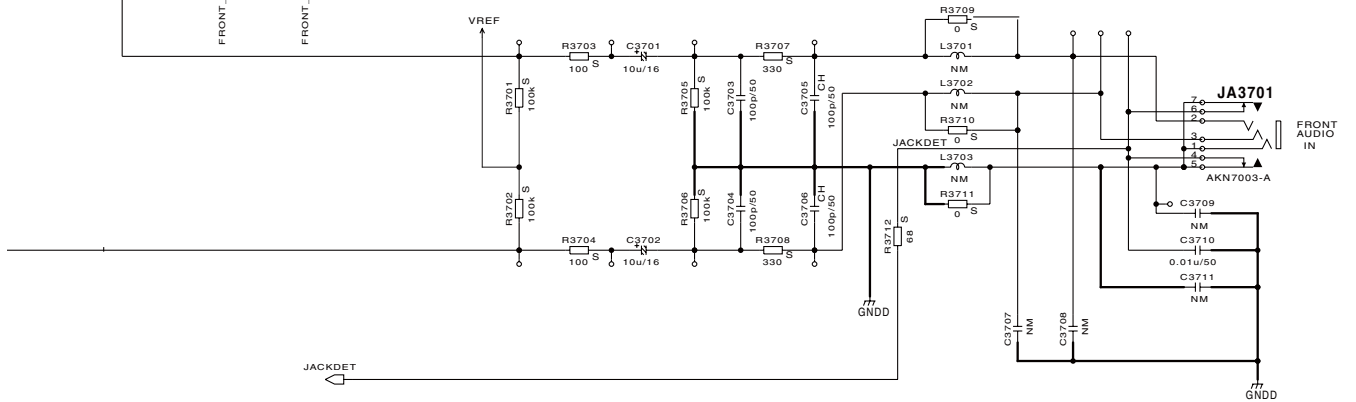 FRONT_
FRONT_
VREF
R3701
100k
S
R3702
100k
S
R3703
100
S
C3701
+
10u/16
R3704
100
S
C3702
+
10u/16
R3705
100k
S
R3706
100k
S
C3703
100p/50
C3704
100p/50
R3707
330
S
R3708
330
S
C3705
CH
100p/50
C3706
CH
100p/50
GNDD
R3712
68
S
JACKDET
JACKDET
R3709
0
S
L3701
NM
L3702
NM
R3710
0
S
L3703
NM
R3711
0
S
C3707
NM
C3708
NM
JA3701
7
6
2
3
1
4
5
AKN7003-A
FRONT
AUDIO
IN
C3709
NM
C3710
0.01u/50
C3711
NM
GNDD